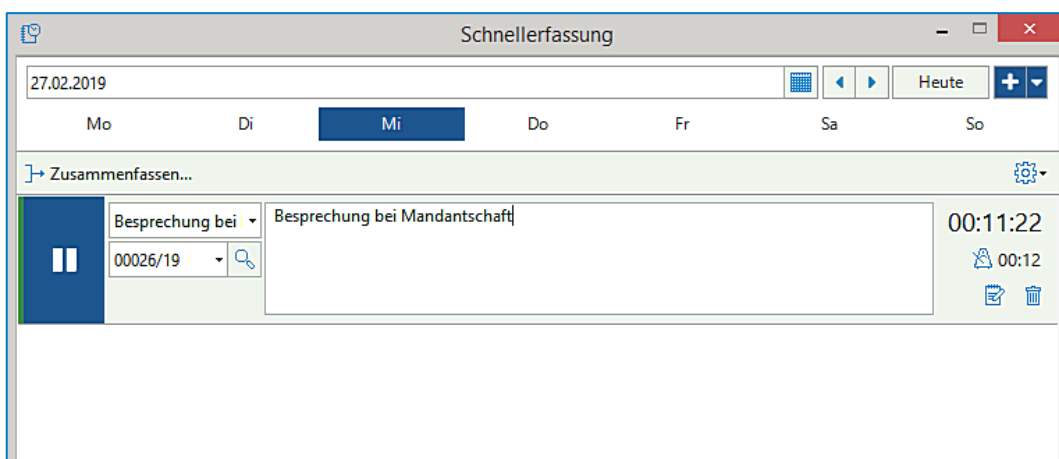 Schnellerfassung
27.02.2019
Heute
Mo Di Mi Do Fr Sa So
Zusammenfassen...
Besprechung bei
Besprechung bei Mandantschaft
00:11:22
00026/19
00:12